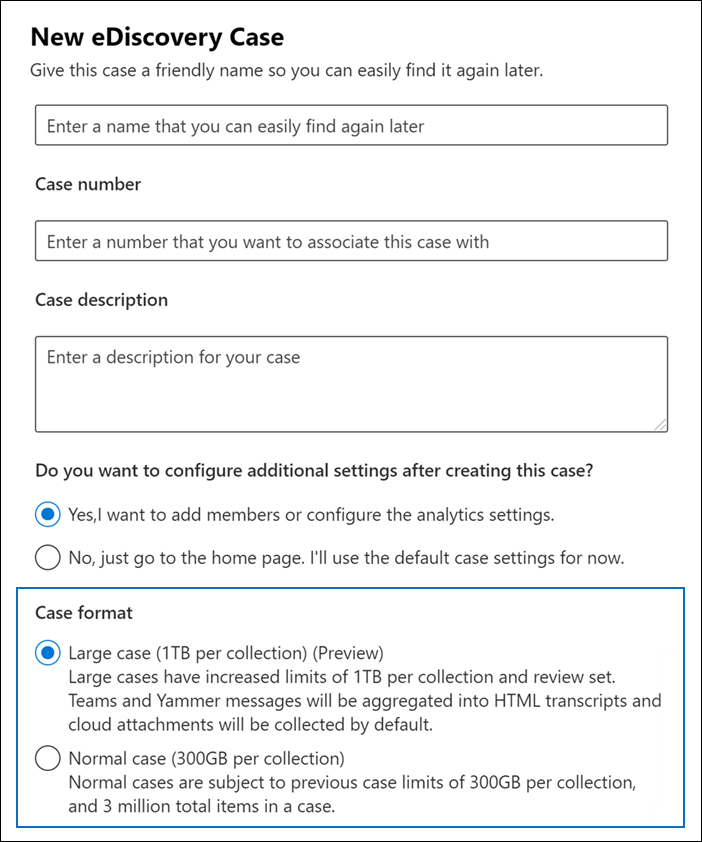 New eDiscovery Case
Give this case a friendly name so you can easily find it again later.
Enter a name that you can easily find again later
Case number
Enter a number that you want to associate this case with
Case description
Enter a description for your case
Do you want to configure additional settings after creating this case?
Yes,I want to add members or configure the analytics settings.
No, just go to the home page. I'll use the default case settings for now.
Case format
Large case (1TB per collection) (Preview)
Large cases have increased limits of 1TB per collection and review set.
Teams and Yammer messages will be aggregated into HTML transcripts and
cloud attachments will be collected by default.
Normal case (300GB per collection)
Normal cases are subject to previous case limits of 300GB per collection,
and 3 million total items in a case.